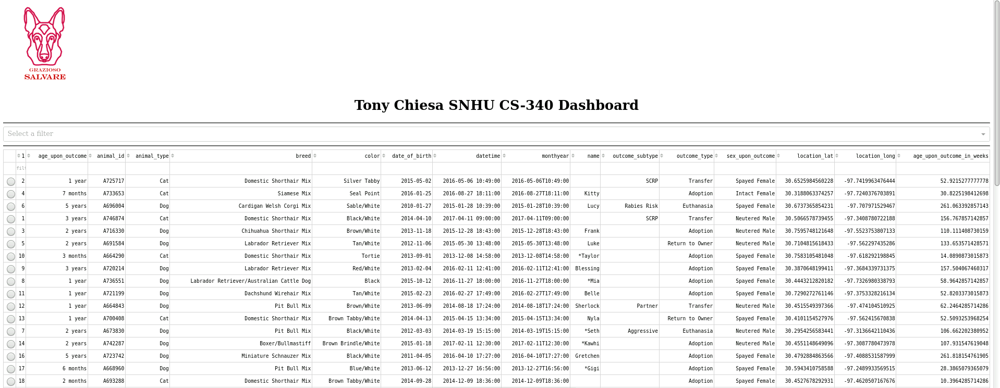 GRAZIOSO
SALVARE
Tony Chiesa SNHU CS-340 Dashboard
Select a filter
1 age_upon_outcome animal_id animal_type breed color date_of_birth datetime monthyear name outcome_subtype outcome_type sex_upon_outcome location_lat location_long age_upon_outcome_in_weeks
filt
2 1 year A725717 Cat Domestic Shorthair Mix Silver Tabby 2015-05-02 2016-05-06 10:49:00 2016-05-06T10:49:00 SCRP Transfer Spayed Female 30.6525984560228 -97.7419963476444 52.9215277777778
4 7 months A733653 Cat Siamese Mix Seal Point 2016-01-25 2016-08-27 18:11:00 2016-08-27T18:11:00 Kitty Adoption Intact Female 30.3188063374257 -97.7240376703891 30.8225198412698
6 5 years A696004 Dog Cardigan Welsh Corgi Mix Sable/White 2010-01-27 2015-01-28 10:39:00 2015-01-28T10:39:00 Lucy Rabies Risk Euthanasia Spayed Female 30.6737365854231 -97.707971529467 261.063392857143
1 3 years A746874 Cat Domestic Shorthair Mix Black/White 2014-04-10 2017-04-11 09:00:00 2017-04-11T09:00:00 SCRP Transfer Neutered Male 30.5066578739455 -97.3408780722188 156.767857142857
3 2 years A716330 Dog Chihuahua Shorthair Mix Brown/White 2013-11-18 2015-12-28 18:43:00 2015-12-28T18:43:00 Frank Adoption Neutered Male 30.7595748121648 -97.5523753807133 110.111408730159
5 2 years A691584 Dog Labrador Retriever Mix Tan/White 2012-11-06 2015-05-30 13:48:00 2015-05-30T13:48:00 Luke Return to Owner Neutered Male 30.7104815618433 -97.562297435286 133.653571428571
10 3 months A664290 Cat Domestic Shorthair Mix Tortie 2013-09-01 2013-12-08 14:58:00 2013-12-08T14:58:00 *Taylor Adoption Spayed Female 30.7583105481048 -97.618292198845 14.0890873015873
9 3 years A720214 Dog Labrador Retriever Mix Red/White 2013-02-04 2016-02-11 12:41:00 2016-02-11T12:41:00 Blessing Adoption Spayed Female 30.3870648199411 -97.3684339731375 157.504067460317
8 1 year A736551 Dog Labrador Retriever/Australian Cattle Dog Black 2015-10-12 2016-11-27 18:00:00 2016-11-27T18:00:00 *Mia Adoption Spayed Female 30.4443212820182 -97.7326980338793 58.9642857142857
11 1 year A721199 Dog Dachshund Wirehair Mix Tan/White 2015-02-23 2016-02-27 17:49:00 2016-02-27T17:49:00 Belle Adoption Spayed Female 30.7290272761146 -97.3753328216134 52.8203373015873
12 1 year A664843 Dog Pit Bull Mix Brown/White 2013-06-09 2014-08-18 17:24:00 2014-08-18T17:24:00 Sherlock Partner Transfer Neutered Male 30.4515549397366 -97.474104510925 62.2464285714286
13 1 year A700408 Cat Domestic Shorthair Mix Brown Tabby/White 2014-04-13 2015-04-15 13:34:00 2015-04-15T13:34:00 Nyla Return to Owner Spayed Female 30.4101154527976 -97.562415670838 52.5093253968254
7 2 years A673830 Dog Pit Bull Mix Black/White 2012-03-03 2014-03-19 15:15:00 2014-03-19T15:15:00 *Seth Aggressive Euthanasia Neutered Male 30.2954256583441 -97.3136642110436 106.662202380952
14 2 years A742287 Dog Boxer/Bullmastiff Brown Brindle/White 2015-01-18 2017-02-11 12:30:00 2017-02-11T12:30:00 *Kawhi Adoption Neutered Male 30.4551148649096 -97.3087780473978 107.931547619048
16 5 years A723742 Dog Miniature Schnauzer Mix Black/White 2011-04-05 2016-04-10 17:27:00 2016-04-10T17:27:00 Gretchen Adoption Spayed Female 30.4792884863566 -97.4088531587999 261.818154761905
17 6 months A668960 Dog Pit Bull Mix Blue/White 2013-06-12 2013-12-27 16:56:00 2013-12-27T16:56:00 *Gigi Adoption Spayed Female 30.5943410758588 -97.2489933569515 28.3865079365079
18 2 months A693288 Cat Domestic Shorthair Mix Brown Tabby/White 2014-09-28 2014-12-09 18:36:00 2014-12-09T18:36:00 Adoption Spayed Female 30.4527678292931 -97.4620507167676 10.3964285714286